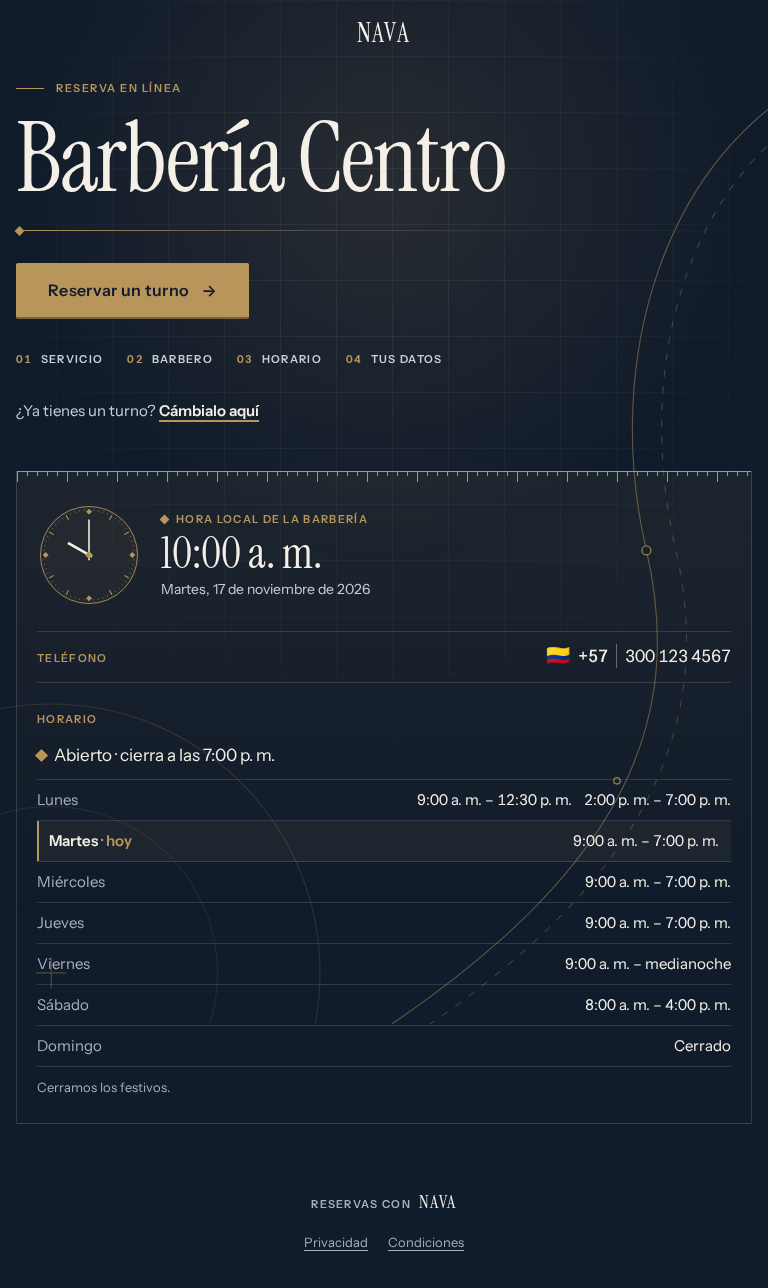 NAVA
RESERVA EN LÍNEA
Barbería Centro
Reservar un turno →
01 SERVICIO 02 BARBERO 03 HORARIO 04 TUS DATOS
¿Ya tienes un turno? Cámbialo aquí
HORA LOCAL DE LA BARBERÍA
10:00 a. m.
Martes, 17 de noviembre de 2026
TELÉFONO +57 300 123 4567
HORARIO
Abierto · cierra a las 7:00 p. m.
Lunes 9:00 a. m. – 12:30 p. m. 2:00 p. m. – 7:00 p. m.
Martes · hoy 9:00 a. m. – 7:00 p. m.
Miércoles 9:00 a. m. – 7:00 p. m.
Jueves 9:00 a. m. – 7:00 p. m.
Viernes 9:00 a. m. – medianoche
Sábado 8:00 a. m. – 4:00 p. m.
Domingo Cerrado
Cerramos los festivos.
RESERVAS CON NAVA
Privacidad Condiciones